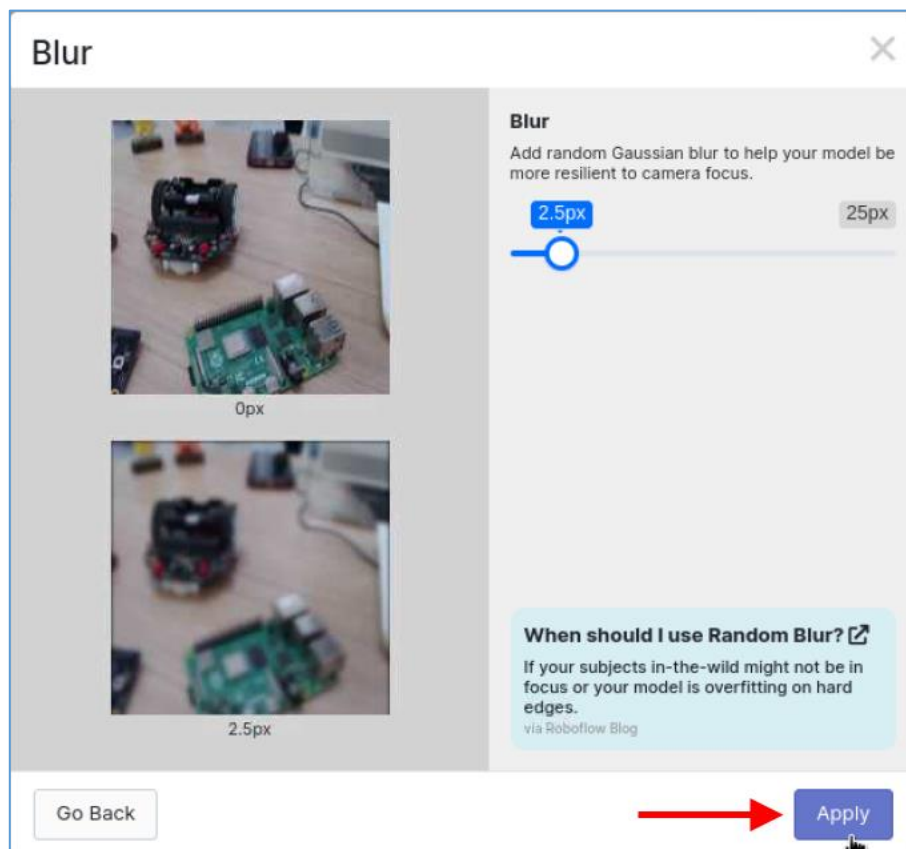 Blur
0px
2.5px
Blur
Add random Gaussian blur to help your model be
more resilient to camera focus.
2.5px
25px
When should I use Random Blur?
If your subjects in-the-wild might not be in
focus or your model is overfitting on hard
edges.
via Roboflow Blog
Go Back
Apply